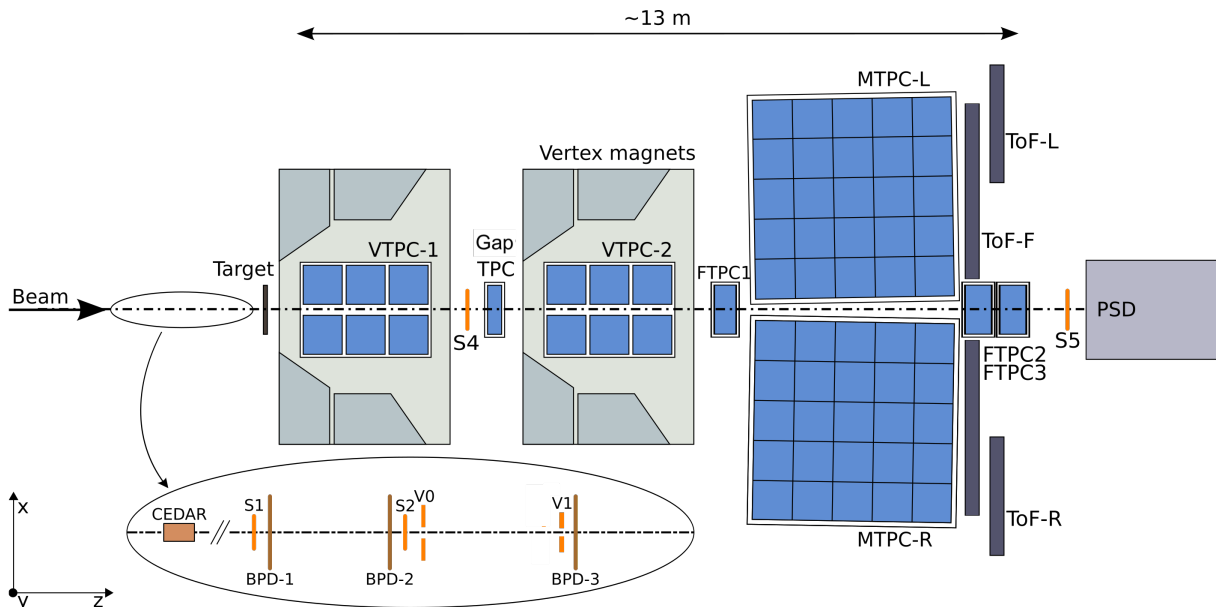 ~13 m
MTPC-L
ToF-L
Vertex magnets
VTPC-1
Gap
TPC
VTPC-2
ToF-F
Target
FTPC1
Beam
PSD
S4
S5
FTPC2
FTPC3
X
Y
Z
CEDAR
S1
S2
V0
V1
BPD-1
BPD-2
BPD-3
ToF-R
MTPC-R